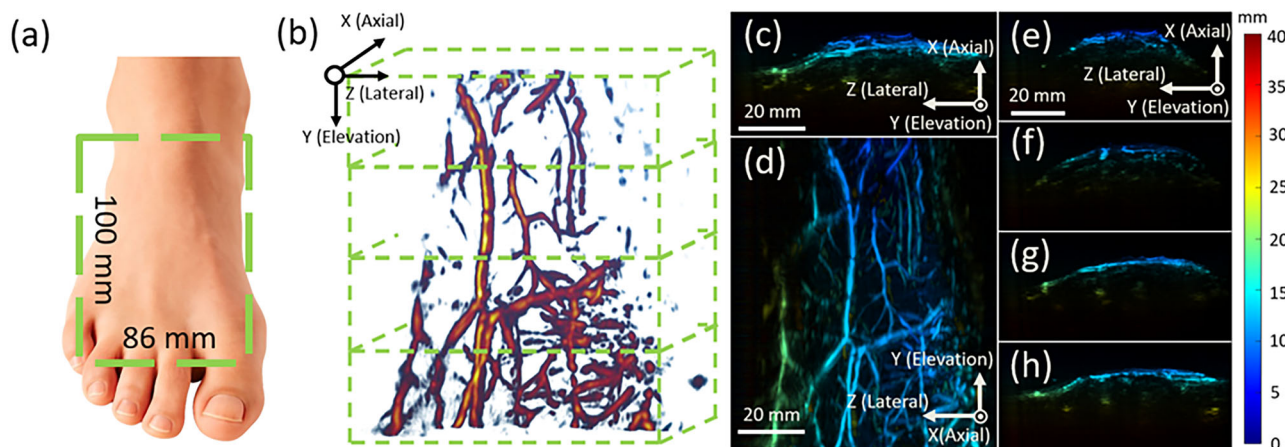 (a)
100 mm
86 mm
(b)
X (Axial)
Z (Lateral)
Y (Elevation)
(c)
X (Axial)
Z (Lateral)
Y (Elevation)
20 mm
(d)
Y (Elevation)
Z (Lateral)
X(Axial)
20 mm
(e)
X (Axial)
Z (Lateral)
Y (Elevation)
20 mm
(f)
(g)
(h)
mm
40
35
30
25
20
15
10
5
0